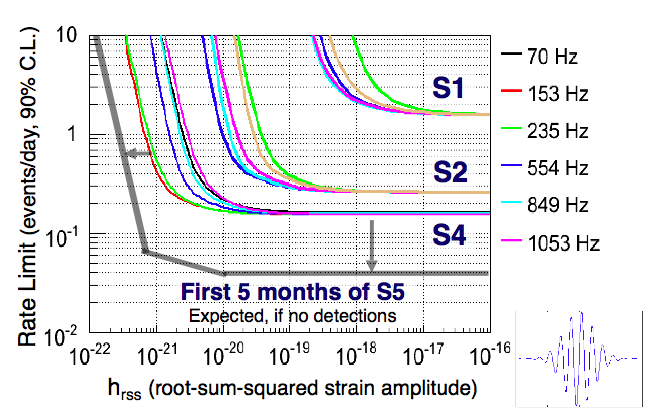 Rate Limit (events/day, 90% C.L.)
10
1
10-1
10-2
S1
S2
S4
First 5 months of S5
Expected, if no detections
10-22 10-21 10-20 10-19 10-18 10-17 10-16
hrss (root-sum-squared strain amplitude)
70 Hz
153 Hz
235 Hz
554 Hz
849 Hz
1053 Hz